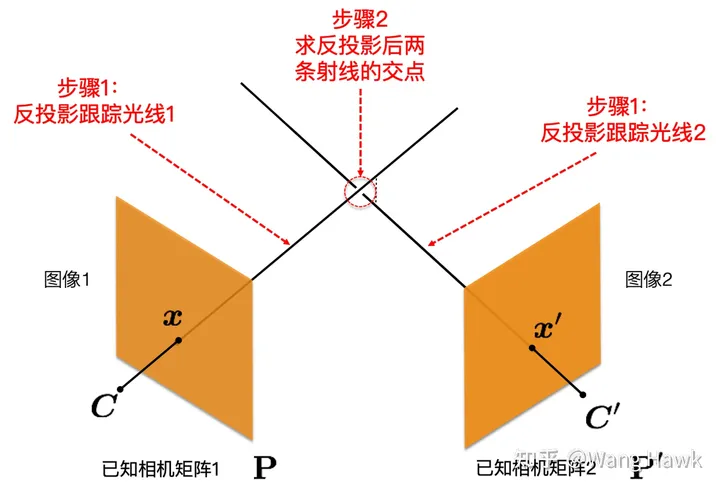 步骤2
求反投影后两
条射线的交点
步骤1：
反投影跟踪光线1
步骤1：
反投影跟踪光线2
图像1
图像2
x
x′
C
C′
已知相机矩阵1 P
已知相机矩阵2 P′
知乎 @Wang Hawk